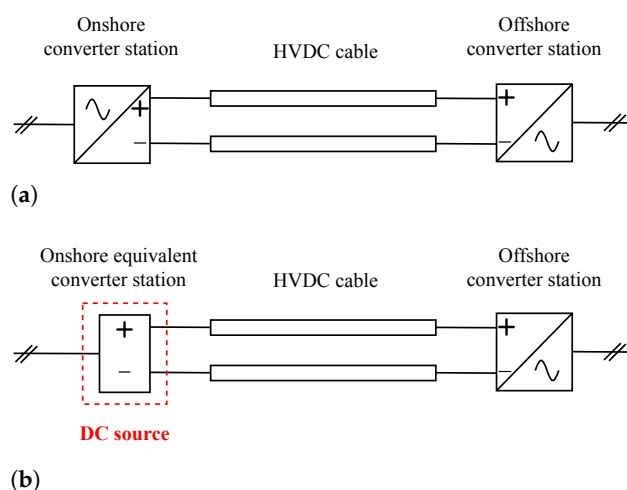 Onshore
converter station
HVDC cable
Offshore
converter station
+
−
+
−
(a)
Onshore equivalent
converter station
HVDC cable
Offshore
converter station
+
−
+
−
DC source
(b)